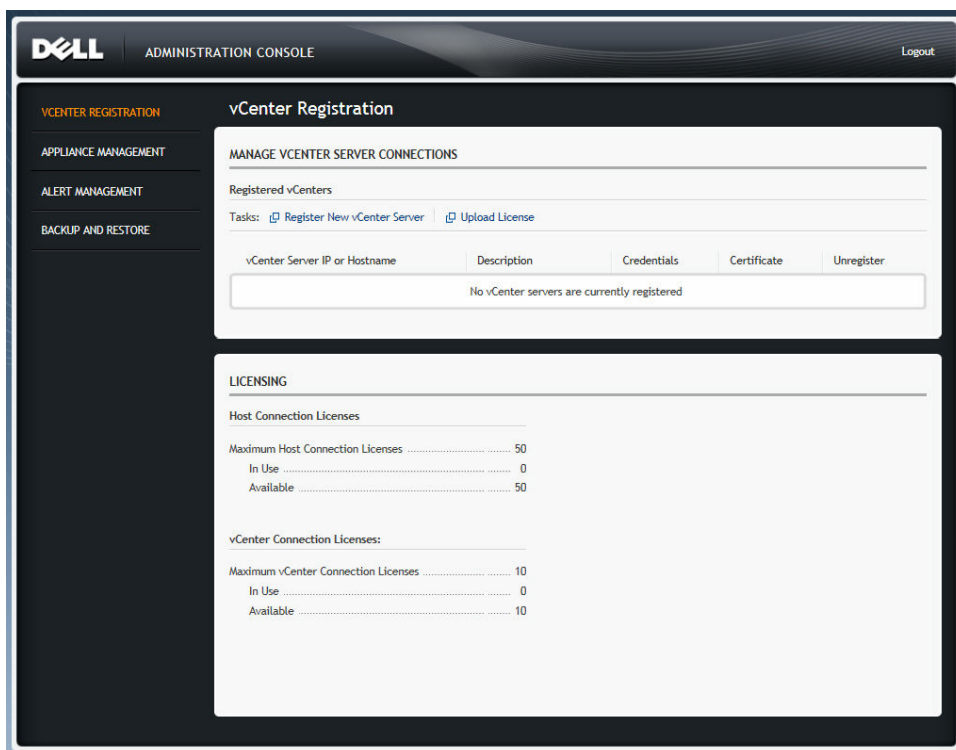 DELL ADMINISTRATION CONSOLE Logout
VCENTER REGISTRATION
APPLIANCE MANAGEMENT
ALERT MANAGEMENT
BACKUP AND RESTORE
vCenter Registration
MANAGE VCENTER SERVER CONNECTIONS
Registered vCenters
Tasks: Register New vCenter Server Upload License
vCenter Server IP or Hostname Description Credentials Certificate Unregister
No vCenter servers are currently registered
LICENSING
Host Connection Licenses
Maximum Host Connection Licenses 50
In Use 0
Available 50
vCenter Connection Licenses:
Maximum vCenter Connection Licenses 10
In Use 0
Available 10